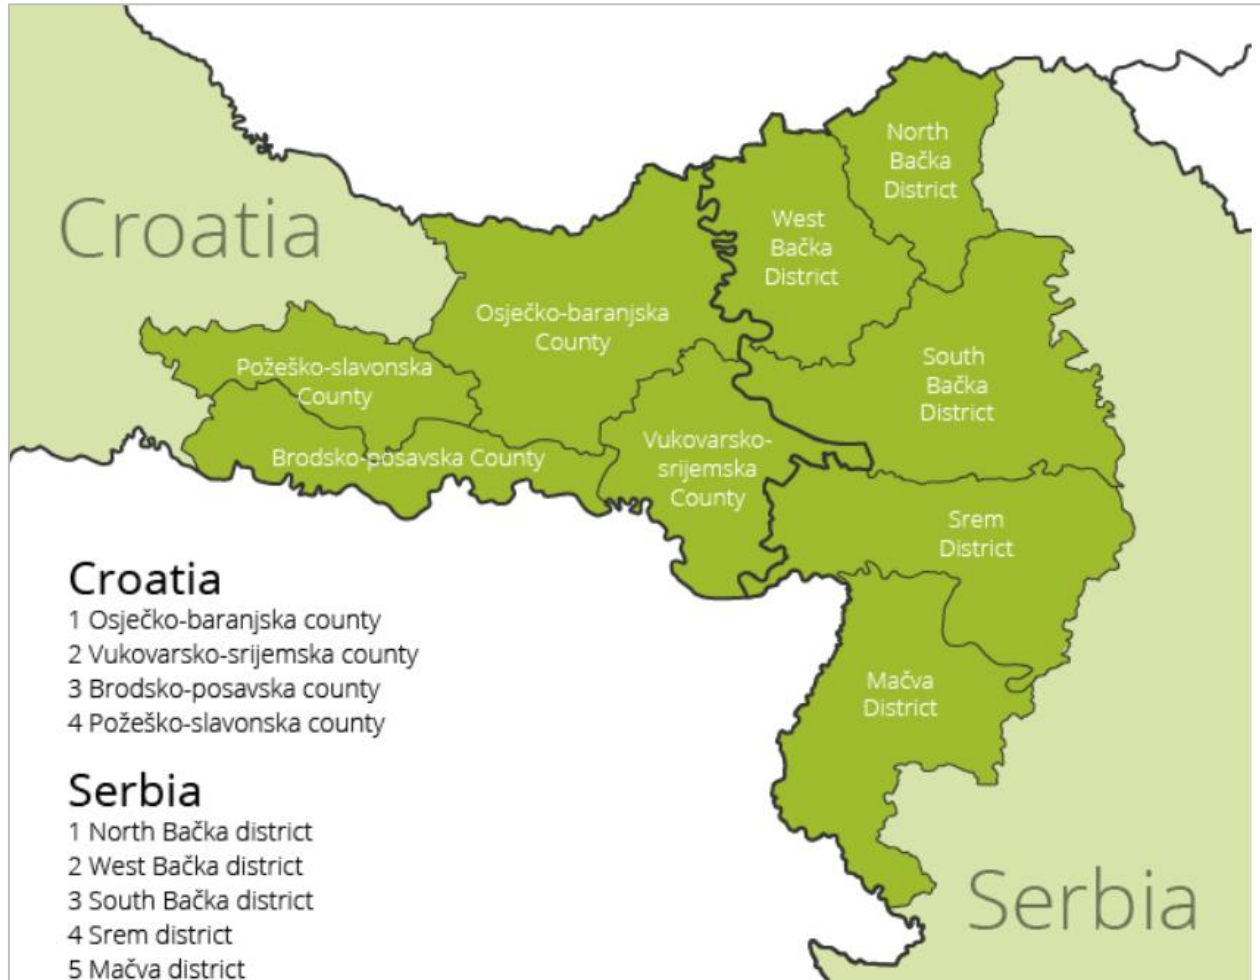 Croatia
North
Bačka
District
West
Bačka
District
Osječko-baranjska
County
Požeško-slavonska
County
South
Bačka
District
Vukovarsko-
srijemska
County
Brodsko-posavska County
Srem
District
Mačva
District
Serbia
Croatia
1 Osječko-baranjska county
2 Vukovarsko-srijemska county
3 Brodsko-posavska county
4 Požeško-slavonska county
Serbia
1 North Bačka district
2 West Bačka district
3 South Bačka district
4 Srem district
5 Mačva district